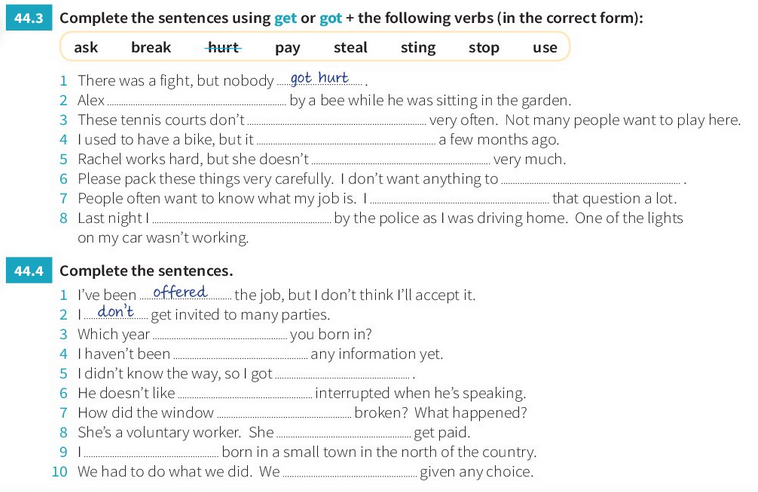 44.3 Complete the sentences using get or got + the following verbs (in the correct form):
ask break hurt pay steal sting stop use
1 There was a fight, but nobody got hurt .
2 Alex by a bee while he was sitting in the garden.
3 These tennis courts don't very often. Not many people want to play here.
4 I used to have a bike, but it a few months ago.
5 Rachel works hard, but she doesn't very much.
6 Please pack these things very carefully. I don't want anything to .
7 People often want to know what my job is. I that question a lot.
8 Last night I by the police as I was driving home. One of the lights
on my car wasn't working.
44.4 Complete the sentences.
1 I've been offered the job, but I don't think I'll accept it.
2 I don't get invited to many parties.
3 Which year you born in?
4 I haven't been any information yet.
5 I didn't know the way, so I got .
6 He doesn't like interrupted when he's speaking.
7 How did the window broken? What happened?
8 She's a voluntary worker. She get paid.
9 I born in a small town in the north of the country.
10 We had to do what we did. We given any choice.